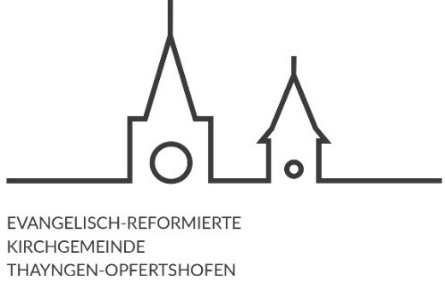 EVANGELISCH-REFORMIERTE
KIRCHGEMEINDE
THAYNGEN-OPFERTSHOFEN